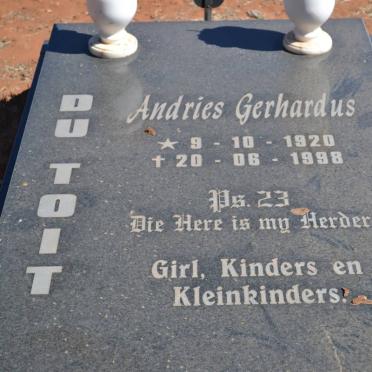 DU TOIT
Andries Gerhardus
★ 9 - 10 - 1920
✝ 20 - 06 - 1998
Ps. 23
Die Here is my Herder
Girl, Kinders en
Kleinkinders.